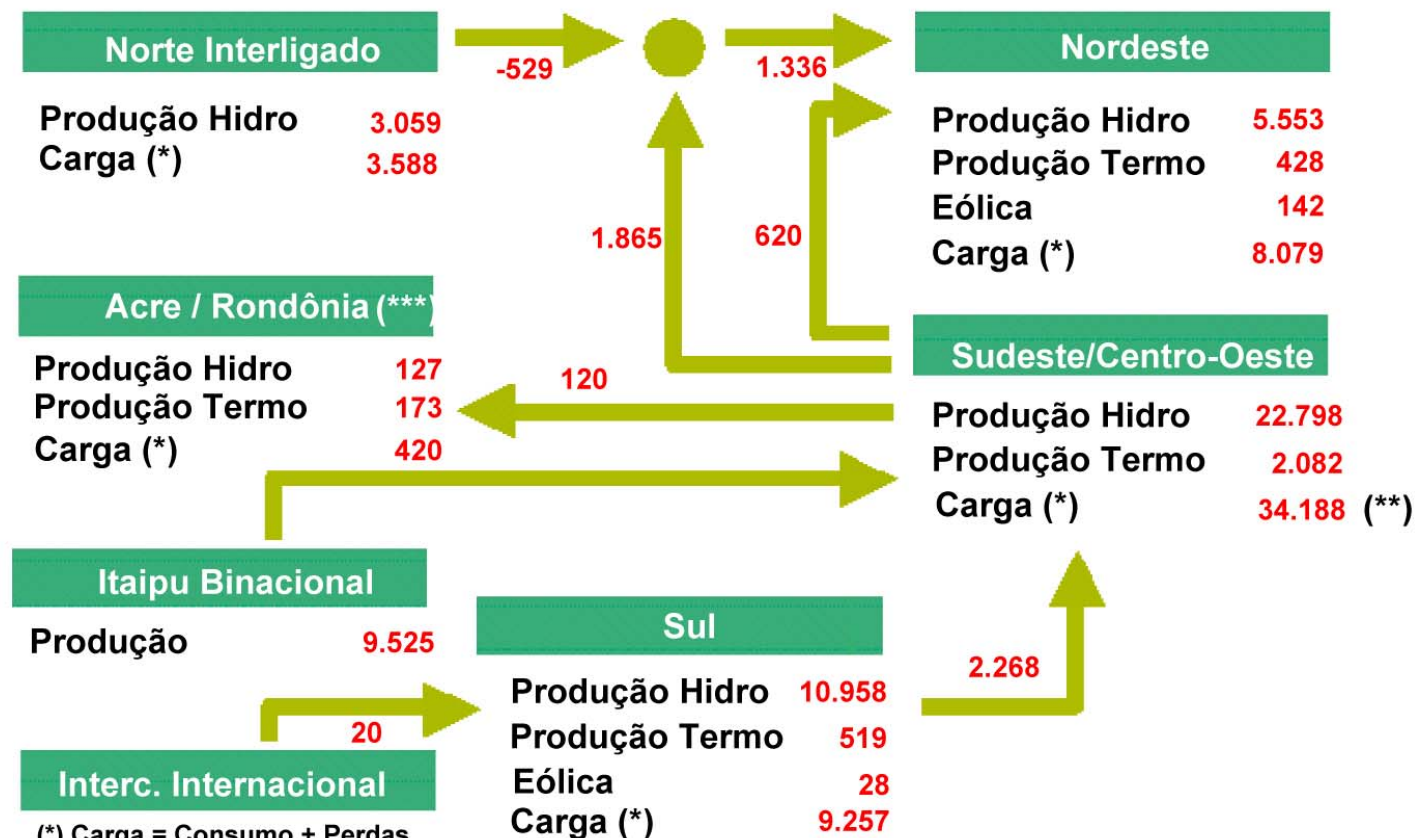 Norte Interligado
Produção Hidro 3.059
Carga (*) 3.588
-529
1.336
Nordeste
Produção Hidro 5.553
Produção Termo 428
Eólica 142
Carga (*) 8.079
1.865
620
Acre / Rondônia (***)
Produção Hidro 127
Produção Termo 173
Carga (*) 420
120
Sudeste/Centro-Oeste
Produção Hidro 22.798
Produção Termo 2.082
Carga (*) 34.188 (**)
Itaipu Binacional
Produção 9.525
Sul
Produção Hidro 10.958
Produção Termo 519
Eólica 28
Carga (*) 9.257
2.268
20
Interc. Internacional
(*) Carga = Consumo + Perdas